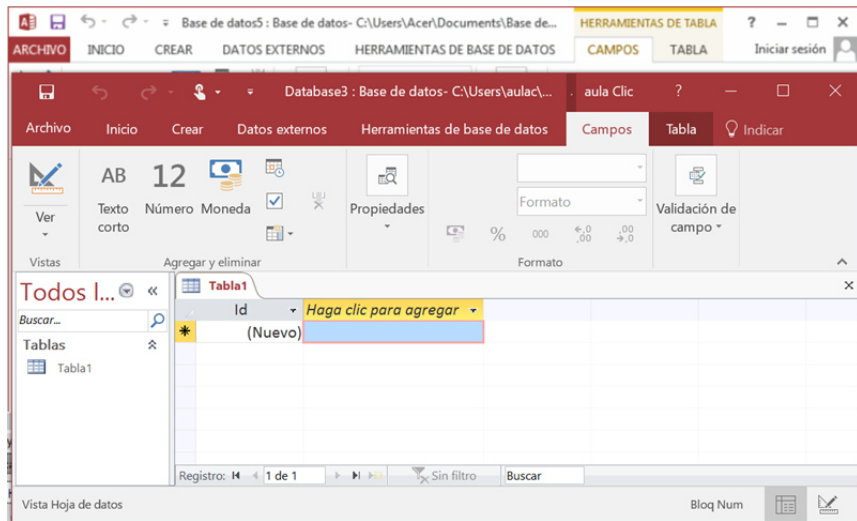 Base de datos5 : Base de datos- C:\Users\Acer\Documents\Base de... HERRAMIENTAS DE TABLA ?
ARCHIVO INICIO CREAR DATOS EXTERNOS HERRAMIENTAS DE BASE DE DATOS CAMPOS TABLA Iniciar sesión
Database3 : Base de datos- C:\Users\aulac\... . aula Clic ?
Archivo Inicio Crear Datos externos Herramientas de base de datos Campos Tabla Indicar
AB 12
Texto corto Número Moneda Propiedades Formato Validación de campo
Ver
% 000
Vistas Agregar y eliminar Formato
Todos l... «
Tabla1
Id Haga clic para agregar
Buscar...
(Nuevo)
Tablas
Tabla1
Registro: 1 de 1 Sin filtro Buscar
Vista Hoja de datos Bloq Num